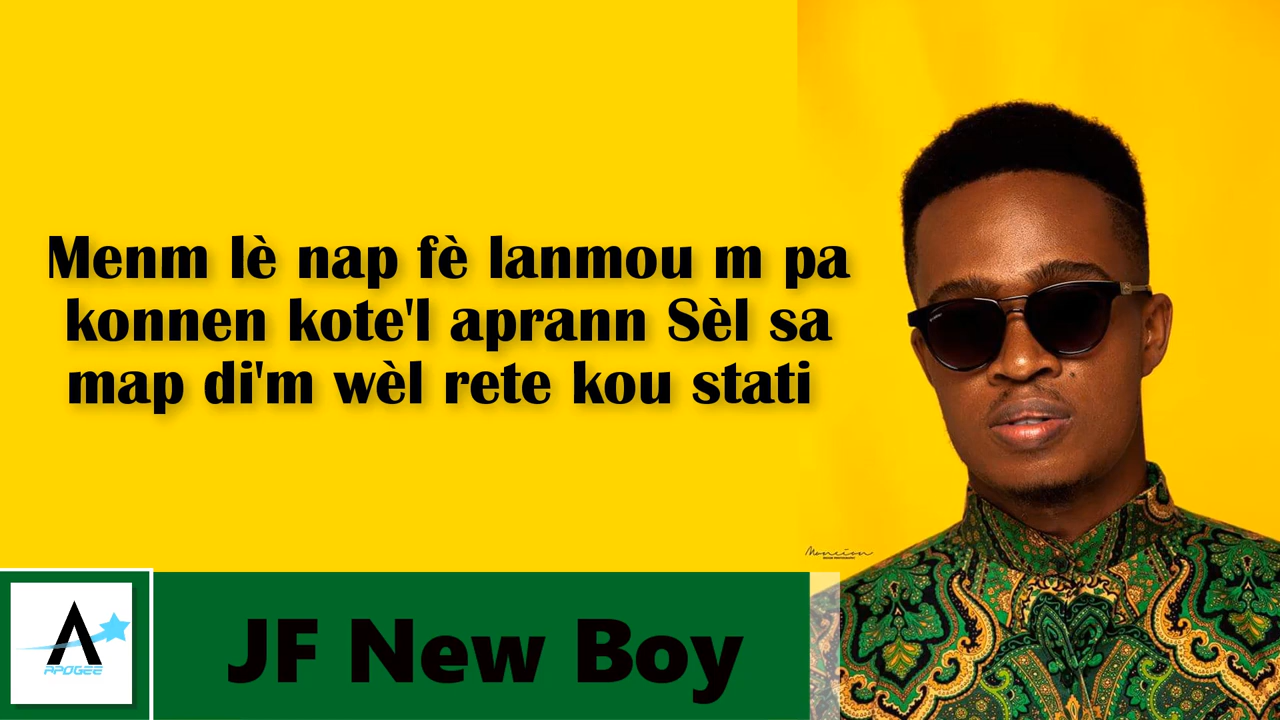 Menm lè nap fè lanmou m pa
konnen kote'l aprann Sèl sa
map di'm wèl rete kou stati
Moncion
JF New Boy
A
APOGEE